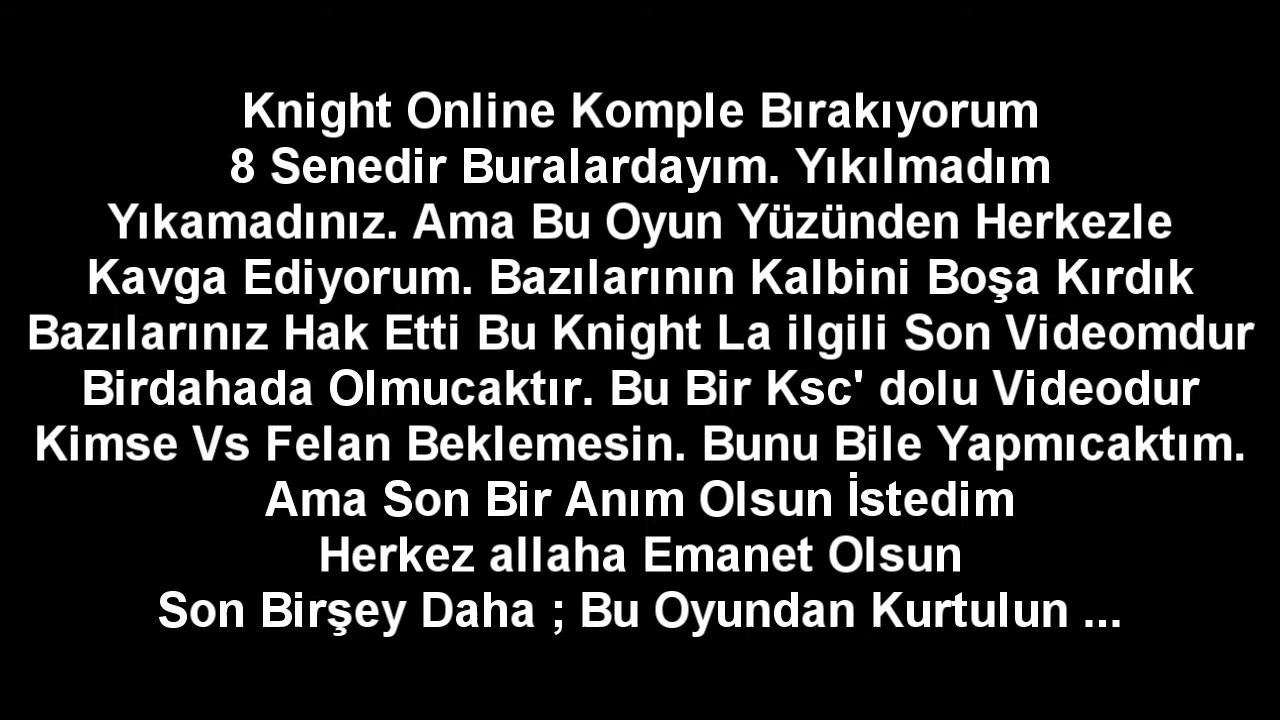 Knight Online Komple Bırakıyorum
8 Senedir Buralardayım. Yıkılmadım
Yıkamadınız. Ama Bu Oyun Yüzünden Herkezle
Kavga Ediyorum. Bazılarının Kalbini Boşa Kırdık
Bazılarınız Hak Etti Bu Knight La ilgili Son Videomdur
Birdahada Olmucaktır. Bu Bir Ksc' dolu Videodur
Kimse Vs Felan Beklemesin. Bunu Bile Yapmıcaktım.
Ama Son Bir Anım Olsun İstedim
Herkez allaha Emanet Olsun
Son Birşey Daha ; Bu Oyundan Kurtulun ...